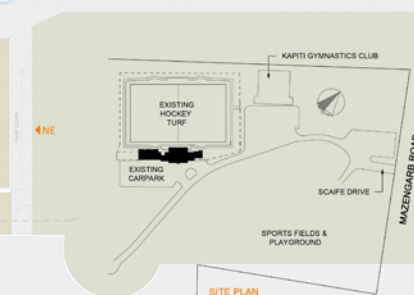 KAPITI GYMNASTICS CLUB
EXISTING
HOCKEY
TURF
NE
EXISTING
CARPARK
SCAIFE DRIVE
MAZENGARB ROAD
SPORTS FIELDS &
PLAYGROUND
SITE PLAN